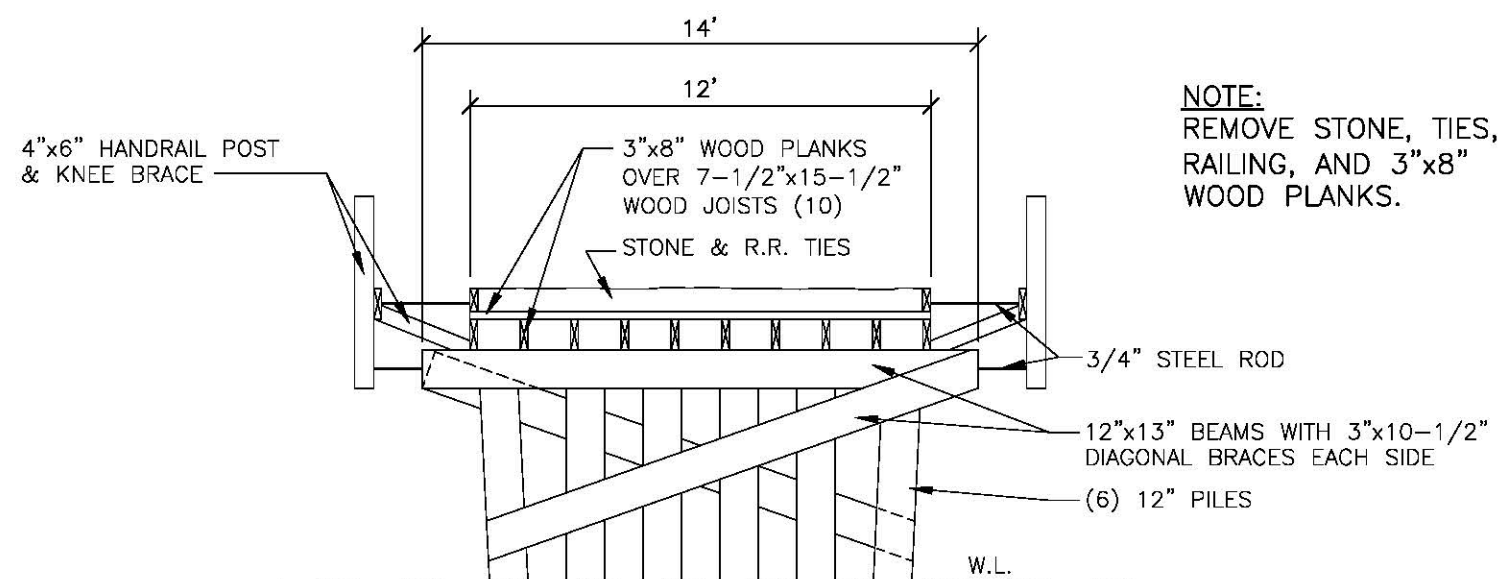 14'
12'
NOTE:
REMOVE STONE, TIES,
RAILING, AND 3"x8"
WOOD PLANKS.
4"x6" HANDRAIL POST
& KNEE BRACE
3"x8" WOOD PLANKS
OVER 7-1/2"x15-1/2"
WOOD JOISTS (10)
STONE & R.R. TIES
3/4" STEEL ROD
12"x13" BEAMS WITH 3"x10-1/2"
DIAGONAL BRACES EACH SIDE
(6) 12" PILES
W.L.